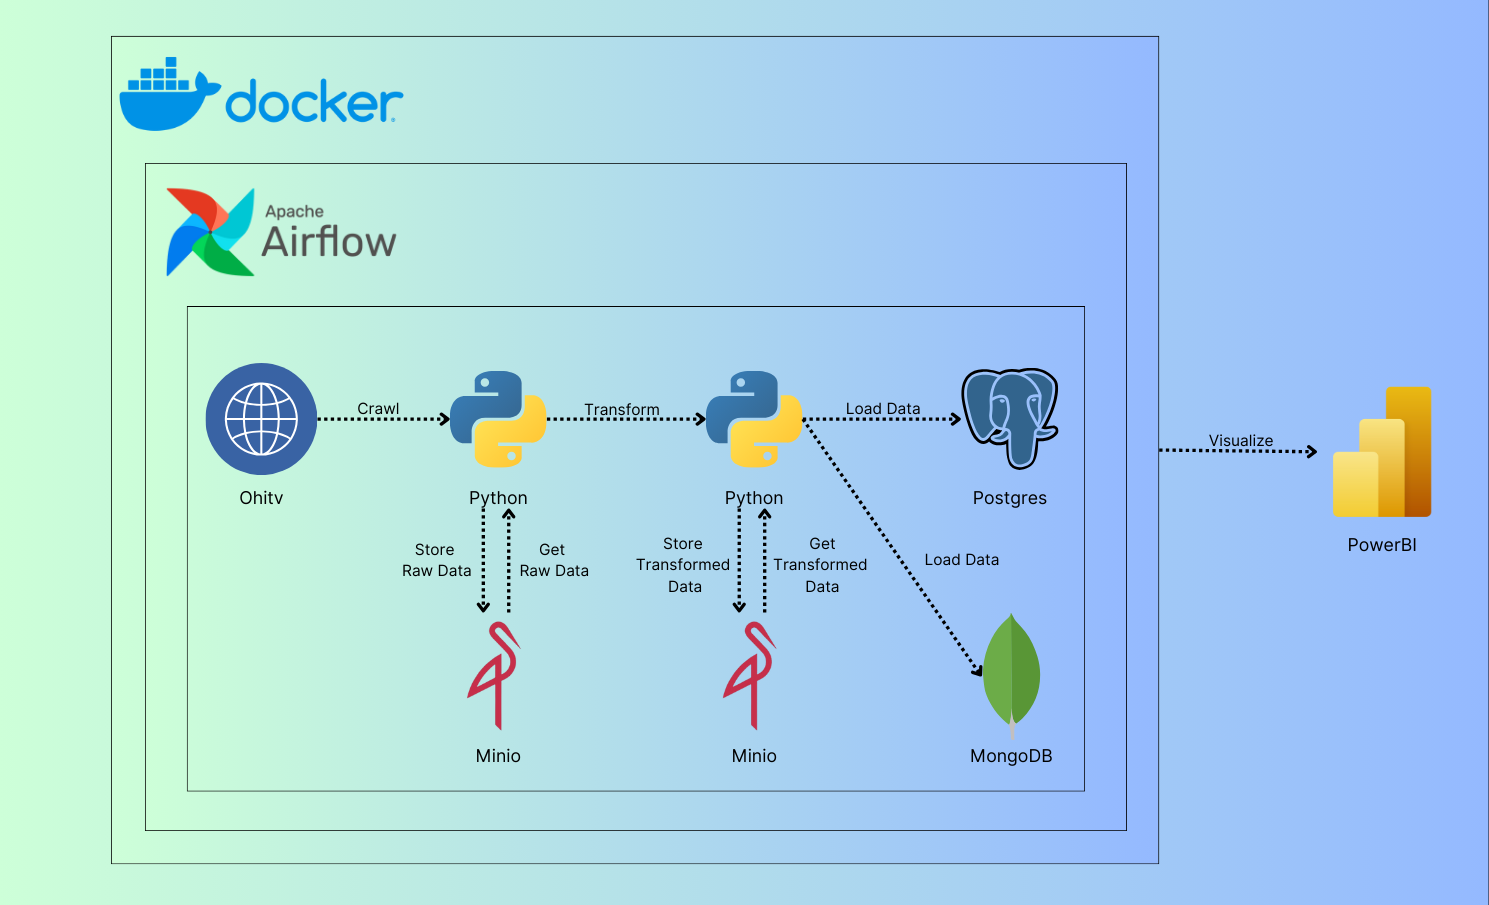 docker
Apache
Airflow
Crawl
Transform
Load Data
Ohitv
Python
Python
Postgres
Visualize
PowerBI
Store
Raw Data
Get
Raw Data
Store
Transformed
Data
Get
Transformed
Data
Load Data
Minio
Minio
MongoDB